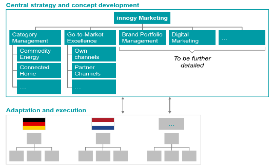 Central strategy and concept development
innogy Marketing
Category
Management
Go-to Market
Excellence
Brand Portfolio
Management
Digital
Marketing
...
Commodity
Energy
Own
channels
Connected
Home
Partner
Channels
To be further
detailed
......
......
Adaptation and execution
...